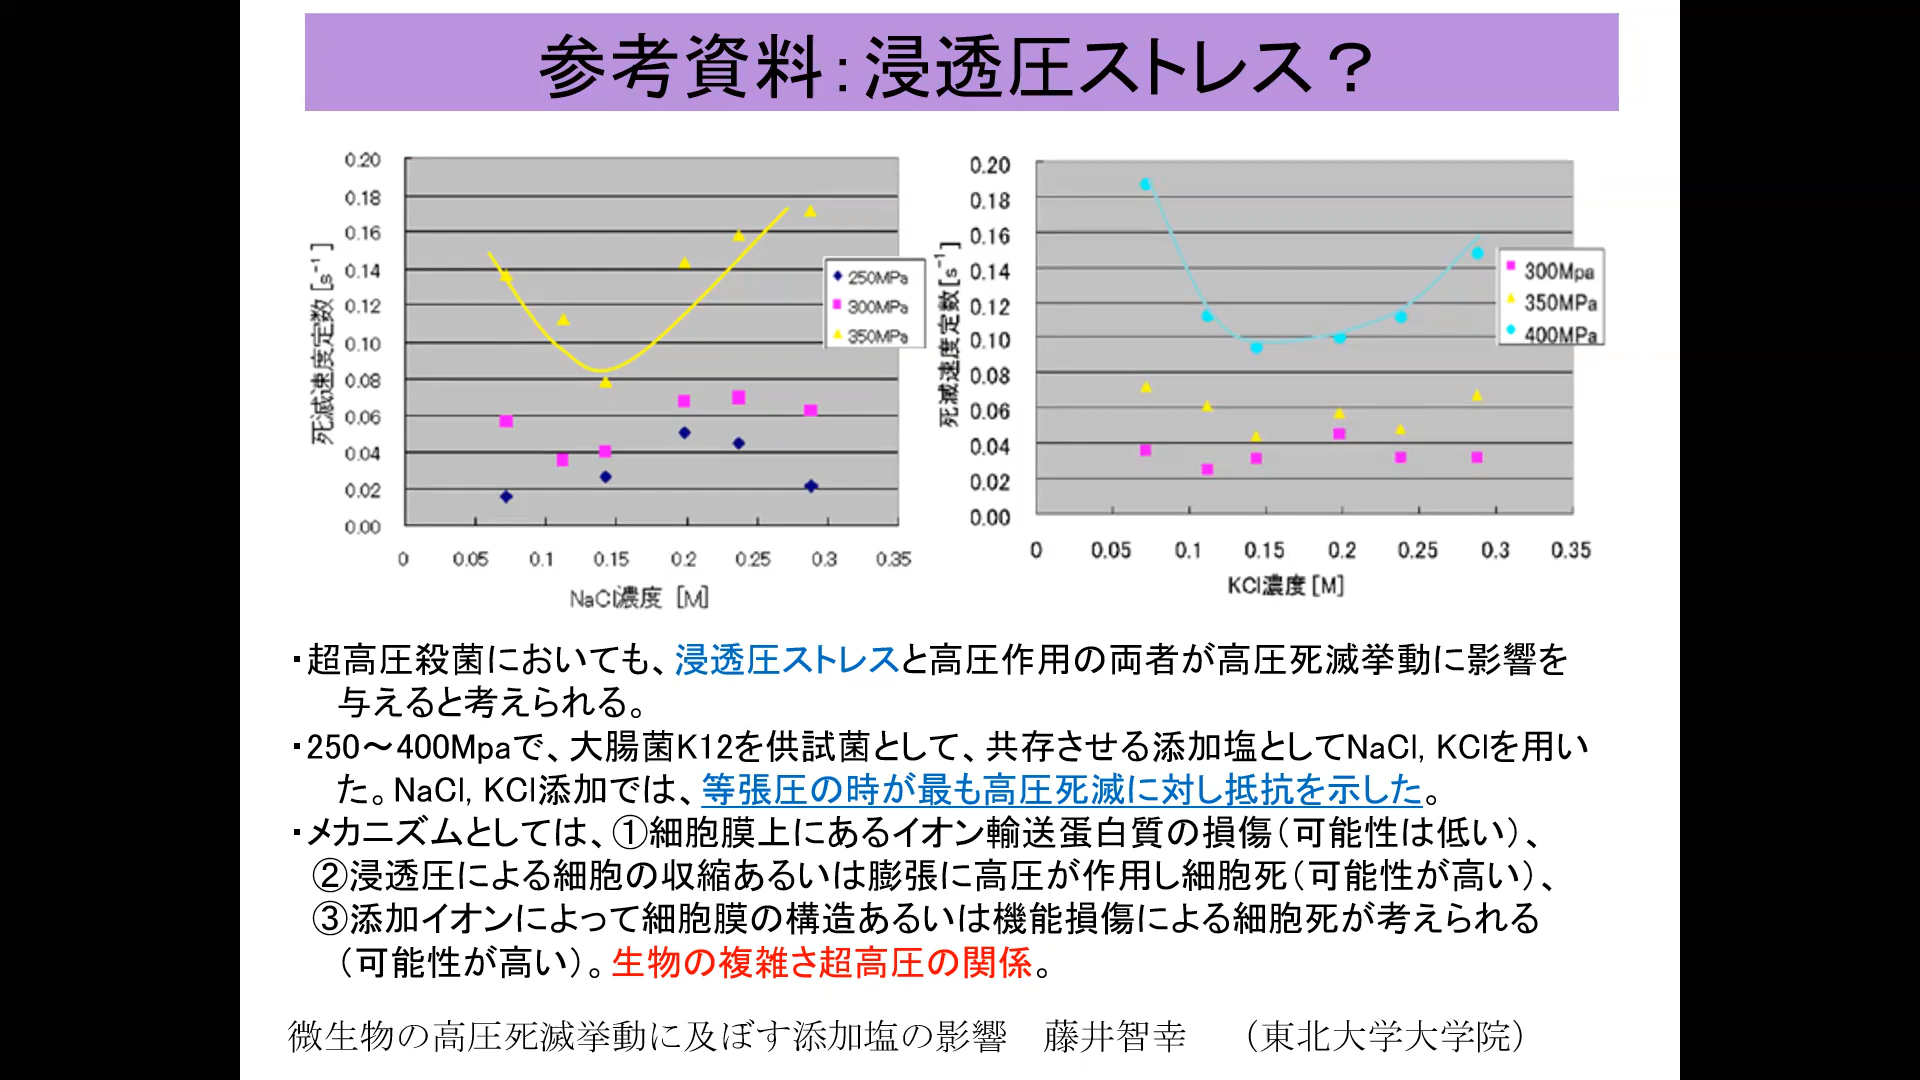 参考資料：浸透圧ストレス？
死滅速度定数 [s⁻¹]
0.20
0.18
0.16
0.14
0.12
0.10
0.08
0.06
0.04
0.02
0.00
0 0.05 0.1 0.15 0.2 0.25 0.3 0.35
NaCl濃度 [M]
250MPa
300MPa
350MPa
死滅速度定数[s⁻¹]
0.20
0.18
0.16
0.14
0.12
0.10
0.08
0.06
0.04
0.02
0.00
0 0.05 0.1 0.15 0.2 0.25 0.3 0.35
KCl濃度 [M]
300Mpa
350MPa
400MPa
・超高圧殺菌においても、浸透圧ストレスと高圧作用の両者が高圧死滅挙動に影響を
与えると考えられる。
・250～400Mpaで、大腸菌K12を供試菌として、共存させる添加塩としてNaCl, KClを用い
た。NaCl, KCl添加では、等張圧の時が最も高圧死滅に対し抵抗を示した。
・メカニズムとしては、①細胞膜上にあるイオン輸送蛋白質の損傷（可能性は低い）、
②浸透圧による細胞の収縮あるいは膨張に高圧が作用し細胞死（可能性が高い）、
③添加イオンによって細胞膜の構造あるいは機能損傷による細胞死が考えられる
（可能性が高い）。生物の複雑さ超高圧の関係。
微生物の高圧死滅挙動に及ぼす添加塩の影響　藤井智幸　（東北大学大学院）